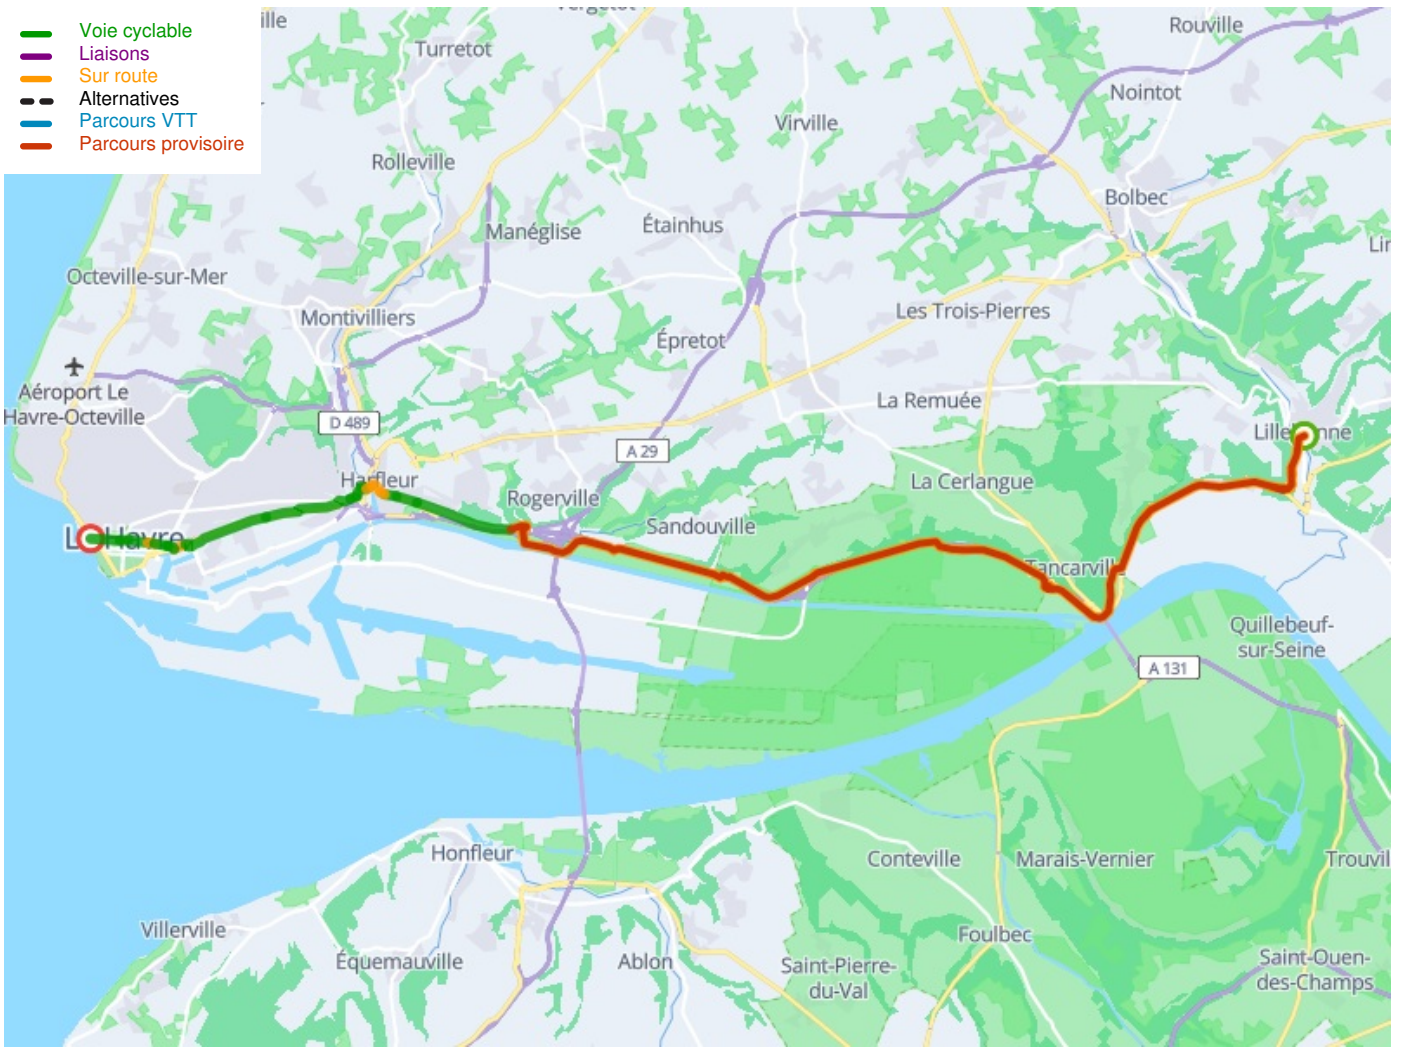 Voie cyclable
Liaisons
Sur route
Alternatives
Parcours VTT
Parcours provisoire
Rouville
Turretot
Nointot
Virville
Rolleville
Bolbec
Étainhus
Manéglise
Octeville-sur-Mer
Les Trois-Pierres
Montivilliers
Épretot
Aéroport Le
Havre-Octeville
La Remuée
D 489
A 29
Harfleur
La Cerlangue
Rogerville
Sandouville
Tancarville
Quillebeuf-
sur-Seine
A 131
Honfleur
Conteville
Marais-Vernier
Trouvil
Villerville
Foulbec
Équemauville
Ablon
Saint-Pierre-
du-Val
Saint-Ouen-
des-Champs